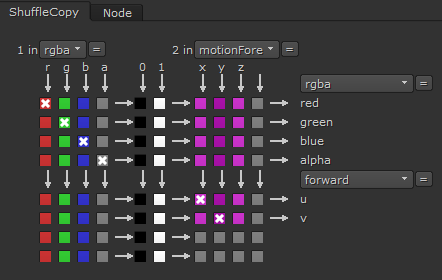 ShuffleCopy Node
1 in rgba = 2 in motionFore =
r g b a 0 1 x y z
rgba
red
green
blue
alpha
forward
u
v